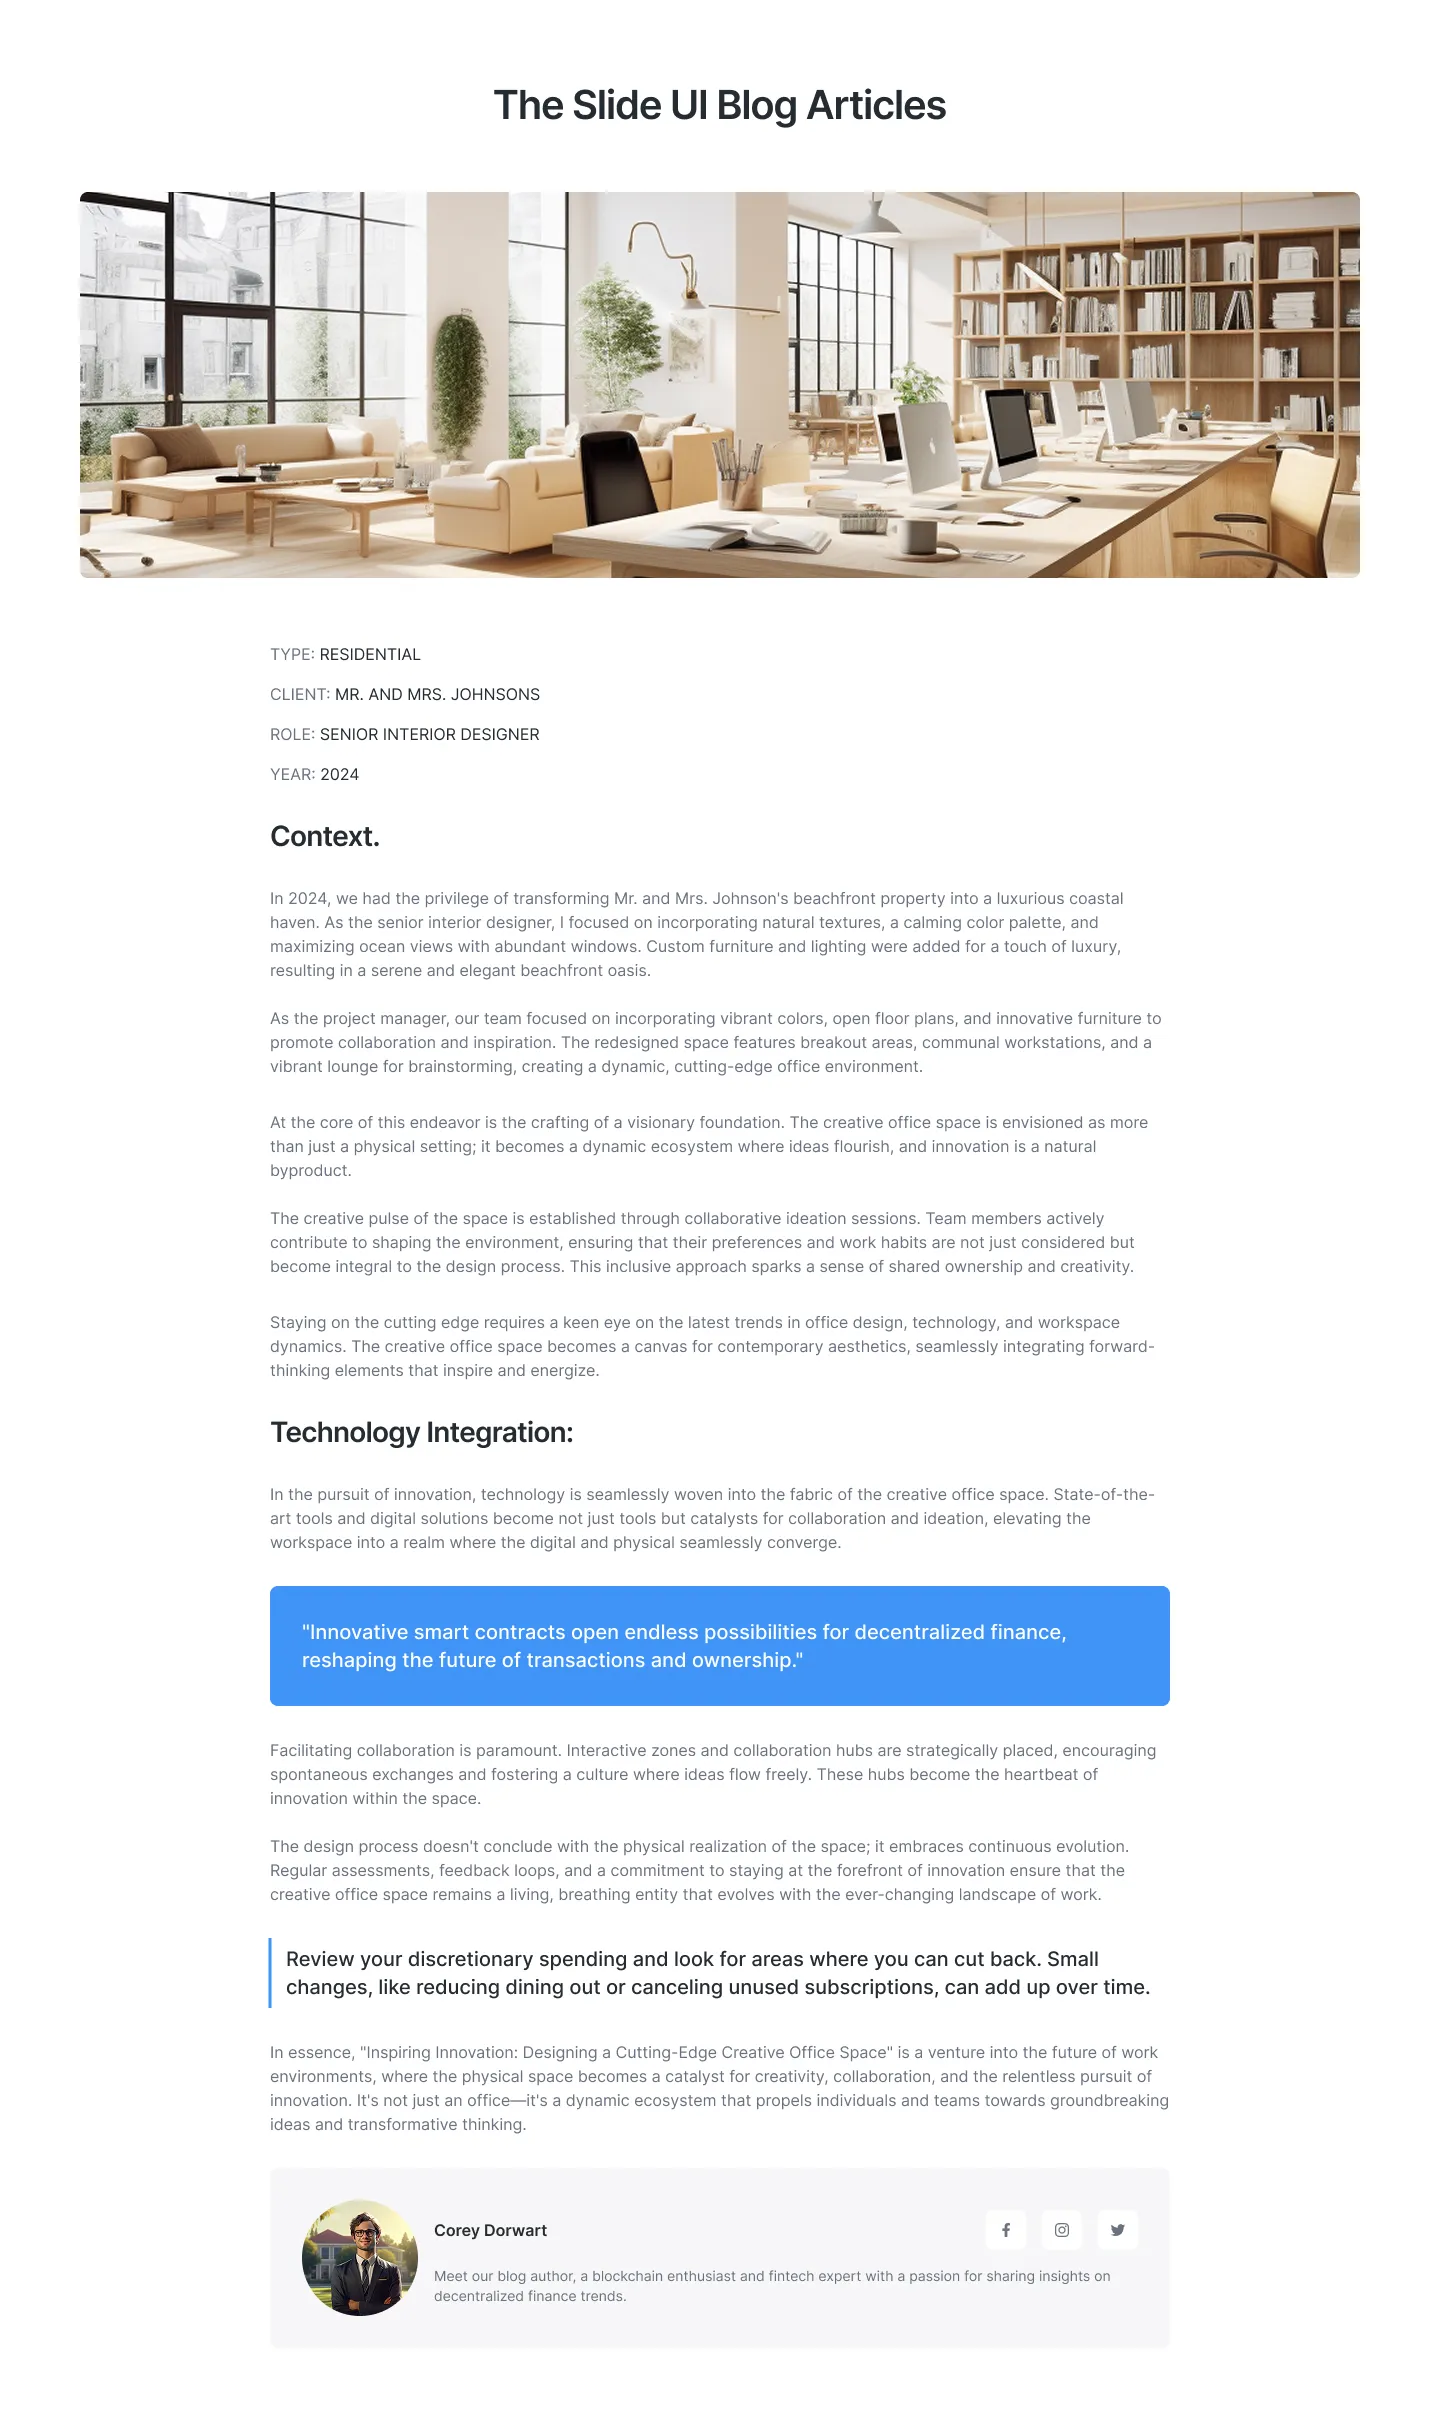 The Slide UI Blog Articles
TYPE: RESIDENTIAL
CLIENT: MR. AND MRS. JOHNSONS
ROLE: SENIOR INTERIOR DESIGNER
YEAR: 2024
Context.
In 2024, we had the privilege of transforming Mr. and Mrs. Johnson's beachfront property into a luxurious coastal
haven. As the senior interior designer, I focused on incorporating natural textures, a calming color palette, and
maximizing ocean views with abundant windows. Custom furniture and lighting were added for a touch of luxury,
resulting in a serene and elegant beachfront oasis.
As the project manager, our team focused on incorporating vibrant colors, open floor plans, and innovative furniture to
promote collaboration and inspiration. The redesigned space features breakout areas, communal workstations, and a
vibrant lounge for brainstorming, creating a dynamic, cutting-edge office environment.
At the core of this endeavor is the crafting of a visionary foundation. The creative office space is envisioned as more
than just a physical setting; it becomes a dynamic ecosystem where ideas flourish, and innovation is a natural
byproduct.
The creative pulse of the space is established through collaborative ideation sessions. Team members actively
contribute to shaping the environment, ensuring that their preferences and work habits are not just considered but
become integral to the design process. This inclusive approach sparks a sense of shared ownership and creativity.
Staying on the cutting edge requires a keen eye on the latest trends in office design, technology, and workspace
dynamics. The creative office space becomes a canvas for contemporary aesthetics, seamlessly integrating forward-
thinking elements that inspire and energize.
Technology Integration:
In the pursuit of innovation, technology is seamlessly woven into the fabric of the creative office space. State-of-the-
art tools and digital solutions become not just tools but catalysts for collaboration and ideation, elevating the
workspace into a realm where the digital and physical seamlessly converge.
"Innovative smart contracts open endless possibilities for decentralized finance,
reshaping the future of transactions and ownership."
Facilitating collaboration is paramount. Interactive zones and collaboration hubs are strategically placed, encouraging
spontaneous exchanges and fostering a culture where ideas flow freely. These hubs become the heartbeat of
innovation within the space.
The design process doesn't conclude with the physical realization of the space; it embraces continuous evolution.
Regular assessments, feedback loops, and a commitment to staying at the forefront of innovation ensure that the
creative office space remains a living, breathing entity that evolves with the ever-changing landscape of work.
Review your discretionary spending and look for areas where you can cut back. Small
changes, like reducing dining out or canceling unused subscriptions, can add up over time.
In essence, "Inspiring Innovation: Designing a Cutting-Edge Creative Office Space" is a venture into the future of work
environments, where the physical space becomes a catalyst for creativity, collaboration, and the relentless pursuit of
innovation. It's not just an office—it's a dynamic ecosystem that propels individuals and teams towards groundbreaking
ideas and transformative thinking.
Corey Dorwart
Meet our blog author, a blockchain enthusiast and fintech expert with a passion for sharing insights on
decentralized finance trends.